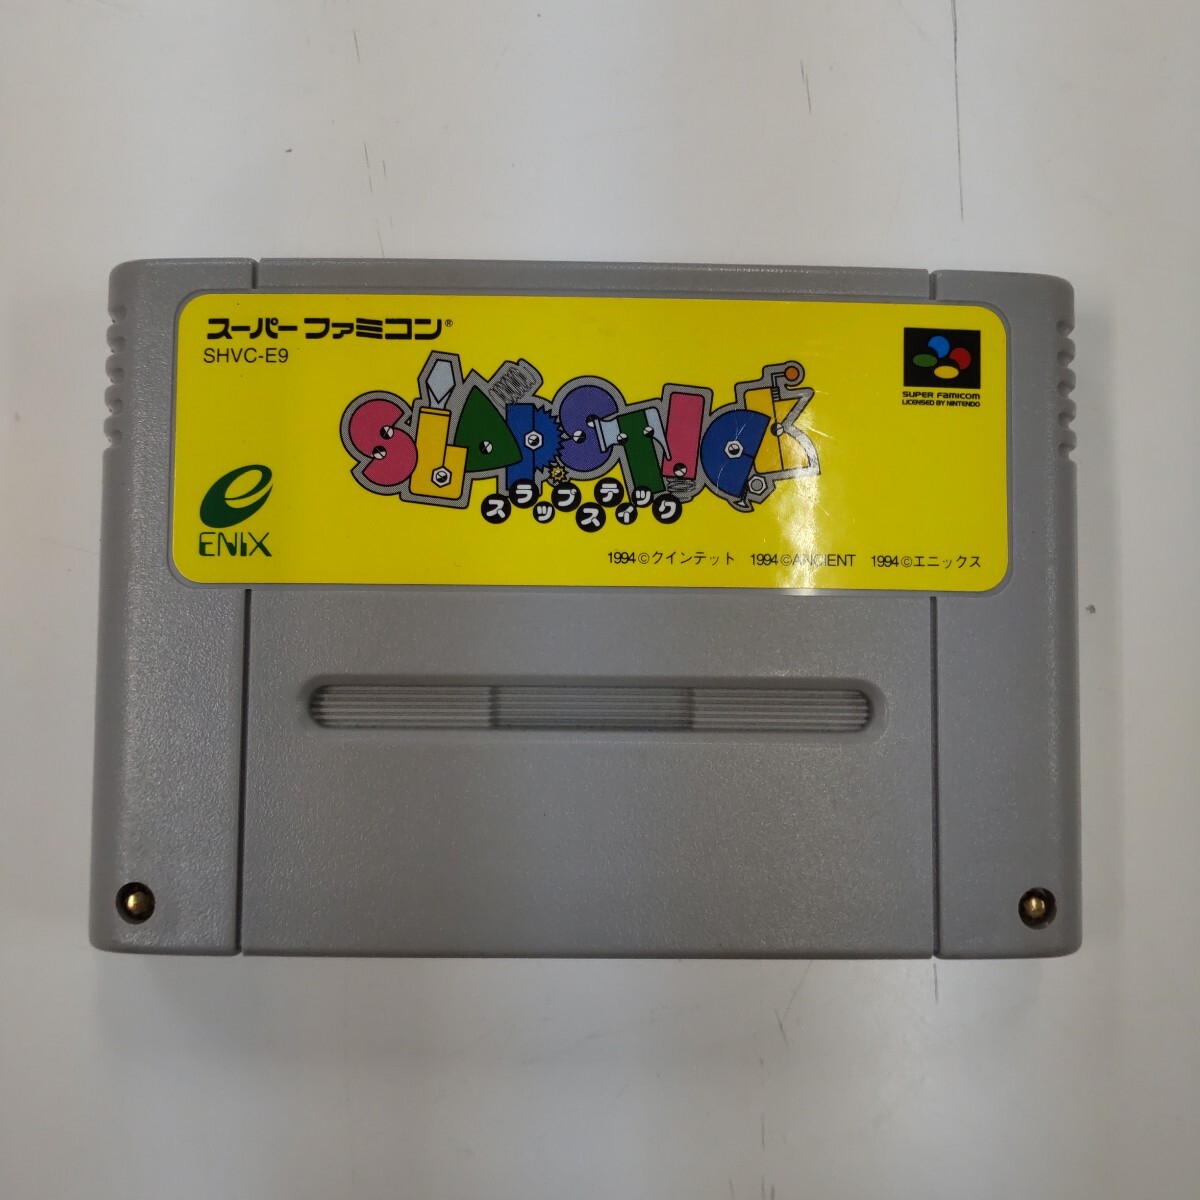 スーパーファミコン®
SHVC-E9
SUPER FAMICOM
LICENSED BY NINTENDO
SLAPSTICK
スラップスティック
ENIX
1994©クインテット 1994©ANCIENT 1994©エニックス